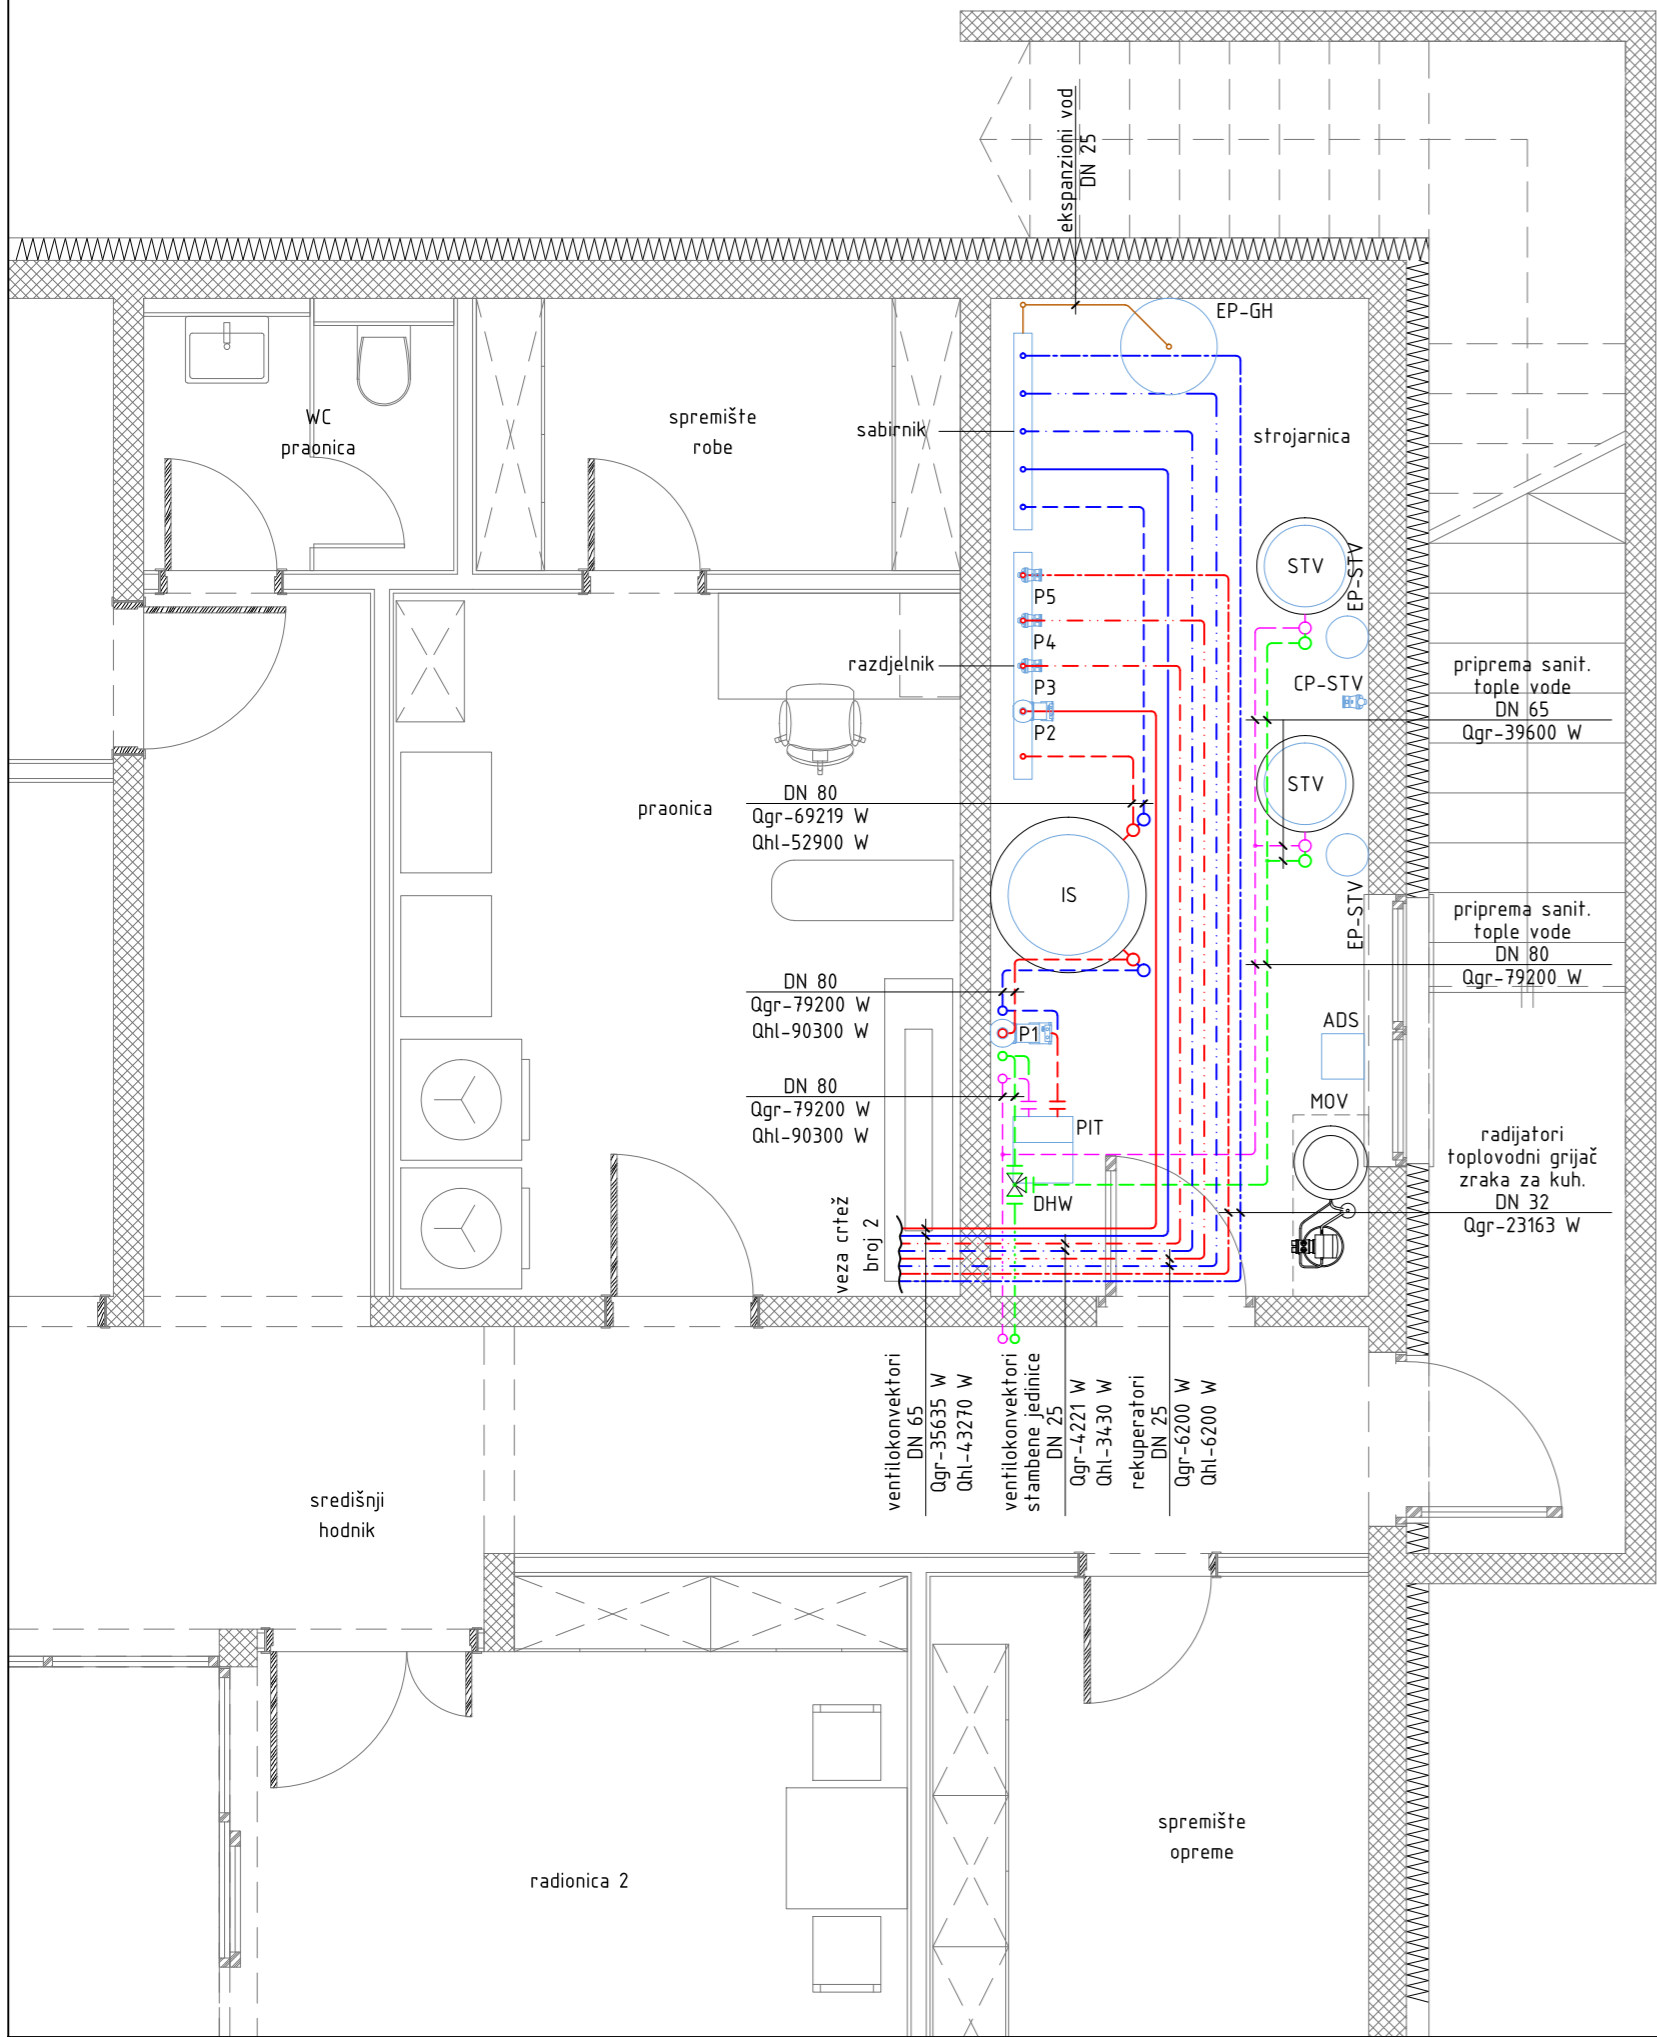 ekspanzioni vod
DN 25
EP-GH
WC
praonica
spremište
robe
sabirnik
strojarnica
STV
EP-STV
P5
P4
razdjelnik
P3
P2
CP-STV
priprema sanit.
tople vode
DN 65
Qgr-39600 W
STV
praonica
DN 80
Qgr-69219 W
Qhl-52900 W
IS
EP-STV
priprema sanit.
tople vode
DN 80
Qgr-79200 W
DN 80
Qgr-79200 W
Qhl-90300 W
P1
ADS
DN 80
Qgr-79200 W
Qhl-90300 W
MOV
PIT
radijatori
toplovodni grijač
zraka za kuh.
DN 32
Qgr-23163 W
DHW
veza crtež
broj 2
ventilokonvektori
DN 65
Qgr-35635 W
Qhl-43270 W
ventilokonvektori
stambene jedinice
DN 25
Qgr-4221 W
Qhl-3430 W
rekuperatori
DN 25
Qgr-6200 W
Qhl-6200 W
središnji
hodnik
spremište
opreme
radionica 2